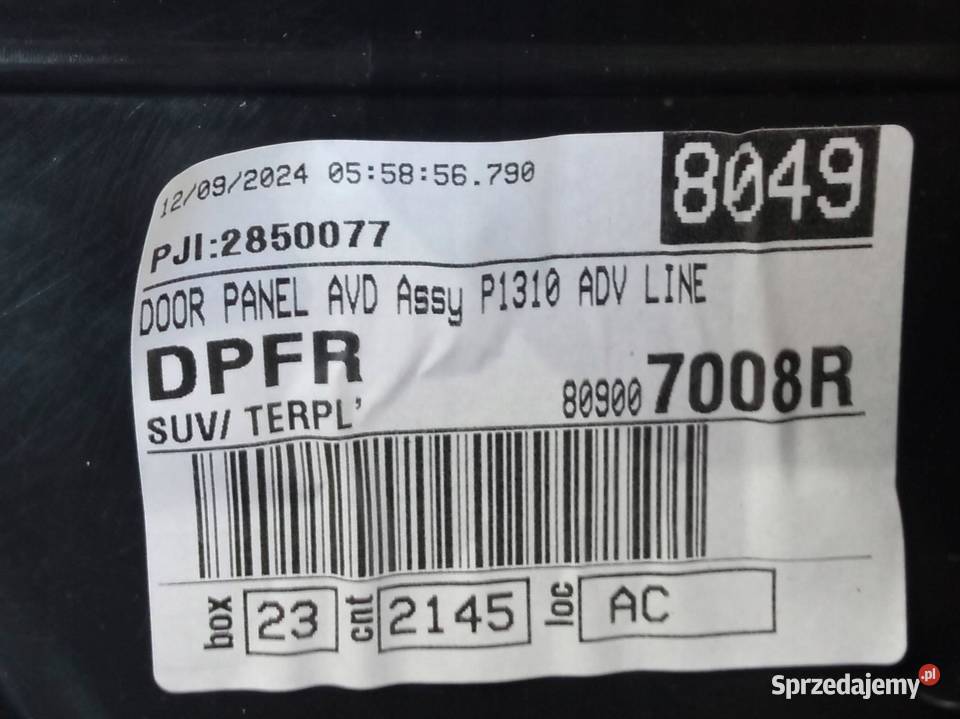 12/09/2024 05:58:56.790
8049
PJI:2850077
DOOR PANEL AVD Assy P1310 ADV LINE
DPFR
80900 7008R
SUV/ TERPL'
box 23 cnt 2145 loc AC
Sprzedajemy.pl